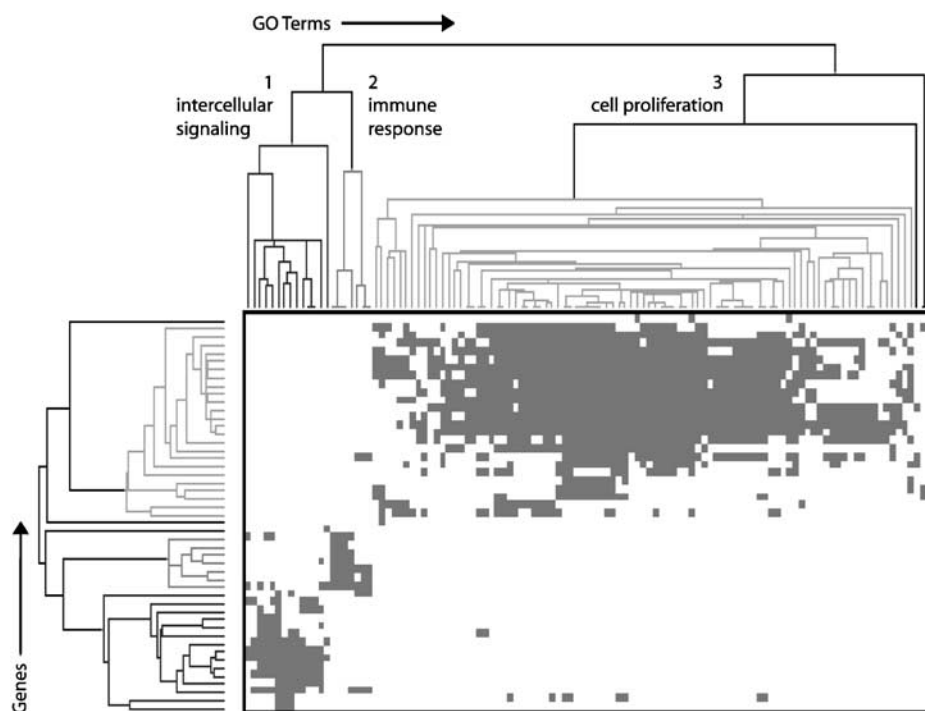 GO Terms
1
intercellular
signaling
2
immune
response
3
cell proliferation
Genes